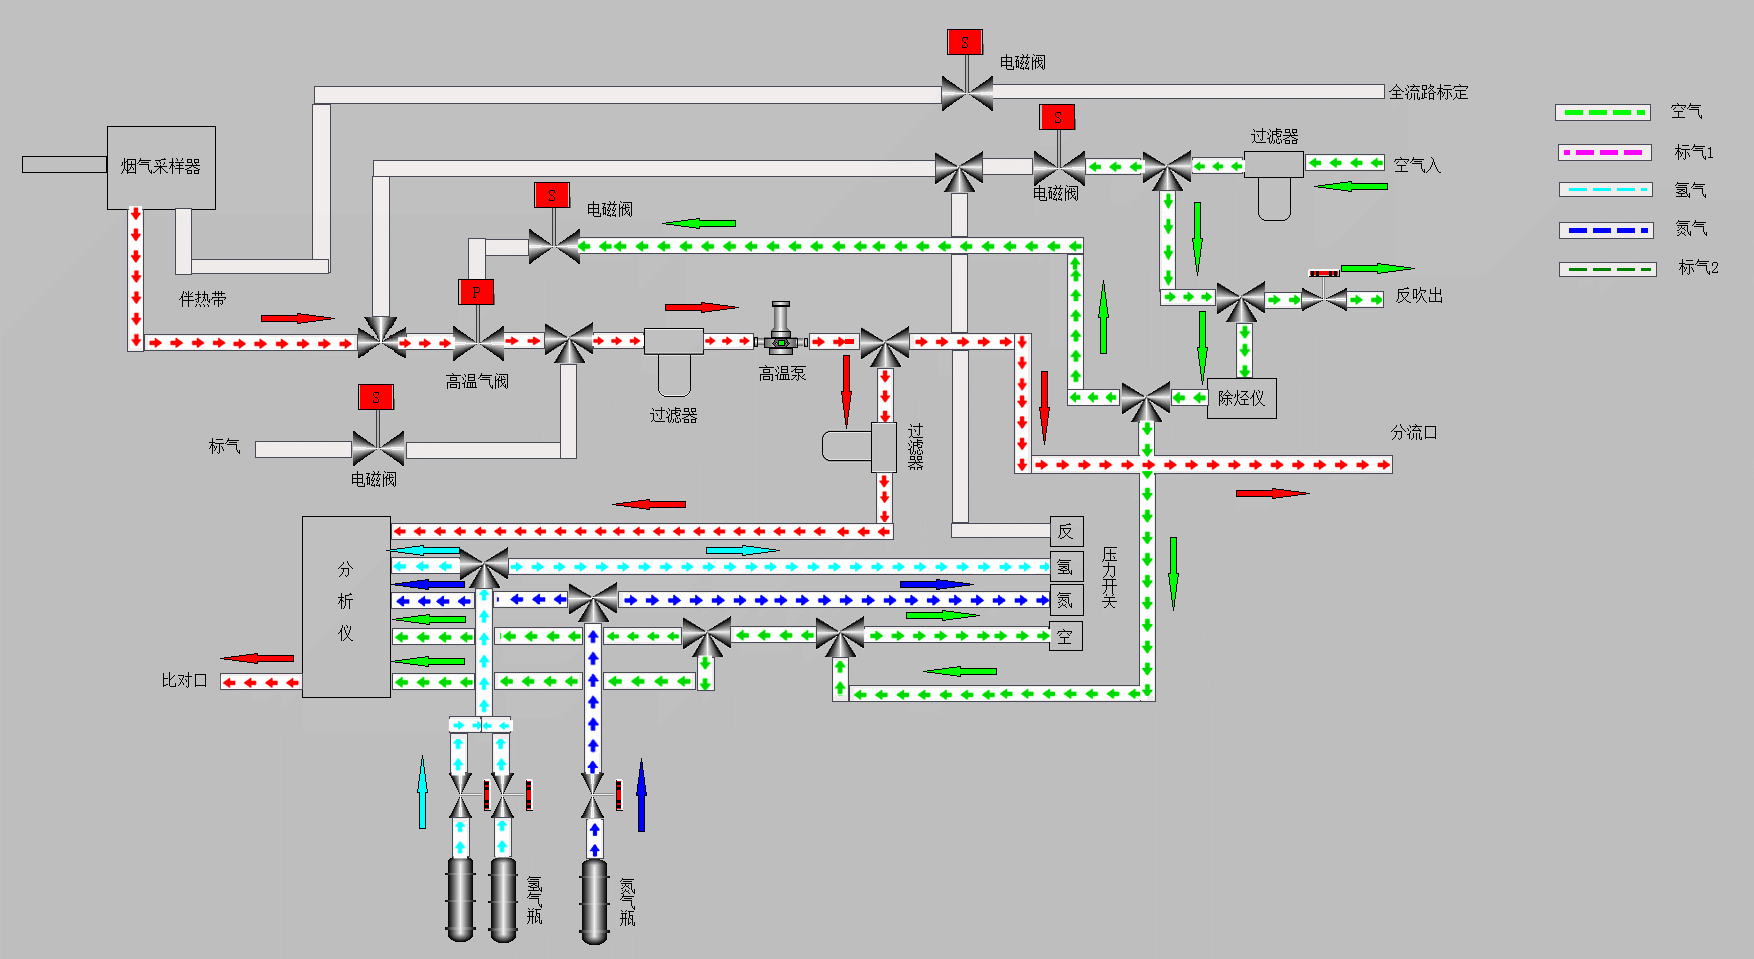 S
电磁阀
全流路标定
空气
S
过滤器
标气1
烟气采样器
空气入
氢气
S
电磁阀
电磁阀
氮气
标气2
伴热带
P
反吹出
高温气阀
高温泵
S
过滤器
除烃仪
标气
过滤器
分流口
电磁阀
反
分
析
仪
氢
压力开关
氮
空
比对口
氢气瓶
氮气瓶